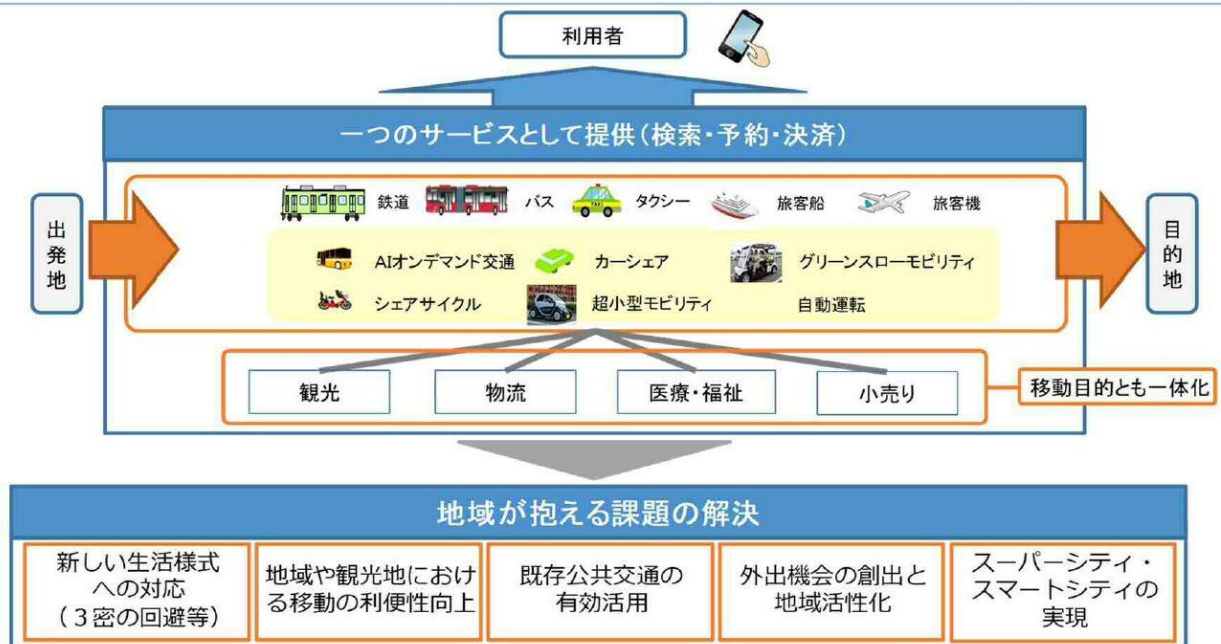 利用者
一つのサービスとして提供(検索・予約・決済)
出発地
鉄道 バス タクシー 旅客船 旅客機
目的地
AIオンデマンド交通 カーシェア グリーンスローモビリティ
シェアサイクル 超小型モビリティ 自動運転
観光 物流 医療・福祉 小売り
移動目的とも一体化
地域が抱える課題の解決
新しい生活様式
への対応
(3密の回避等)
地域や観光地におけ
る移動の利便性向上
既存公共交通の
有効活用
外出機会の創出と
地域活性化
スーパーシティ・
スマートシティの
実現